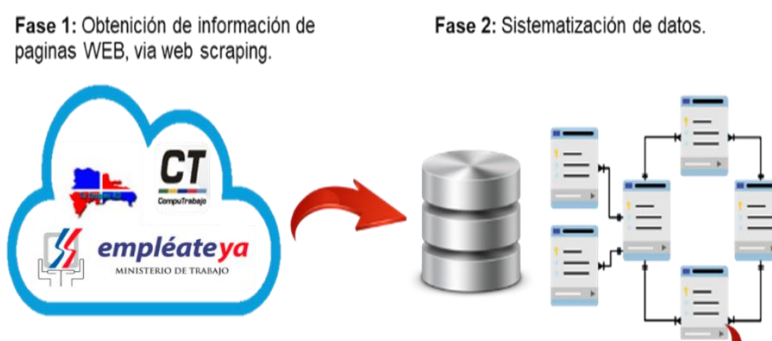 Fase 1: Obtenición de información de
paginas WEB, via web scraping.
Fase 2: Sistematización de datos.
CT
CompuTrabajo
empléateya
MINISTERIO DE TRABAJO